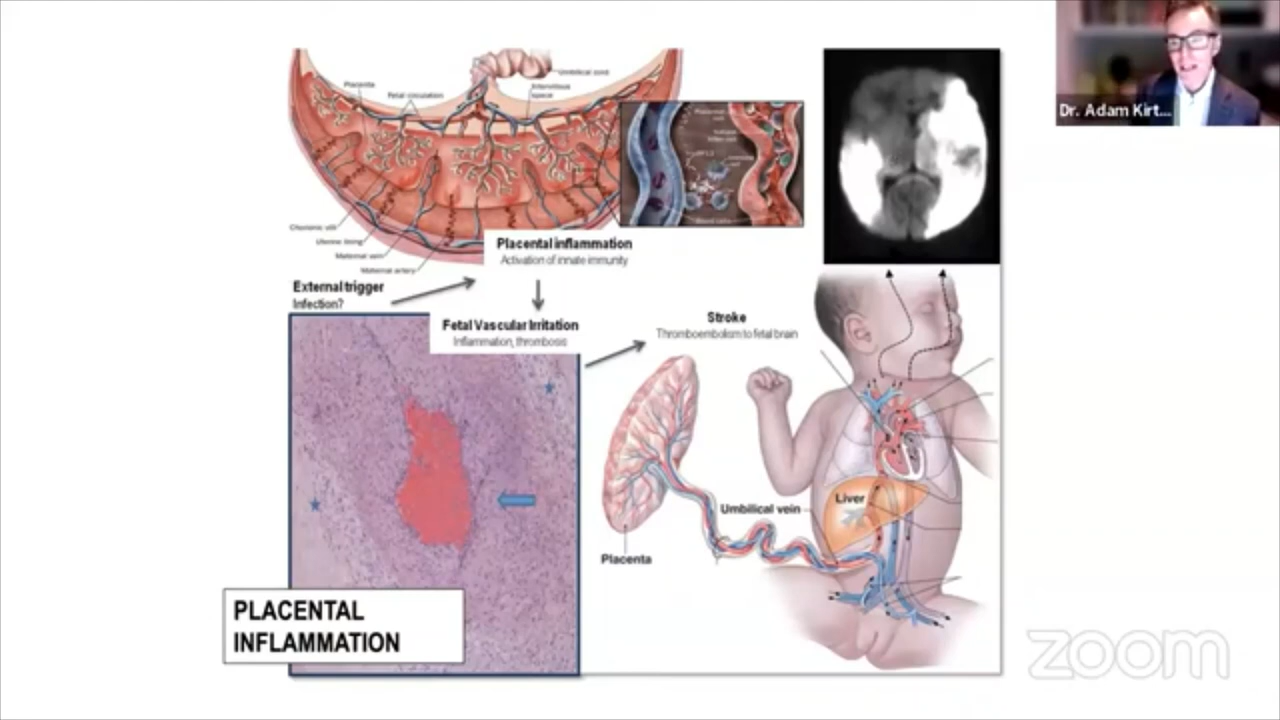 Dr. Adam Kirt...
Placenta
Fetal circulation
Umbilical cord
Intervillous
space
Chorionic villi
Uterine lining
Maternal vein
Maternal artery
Placental inflammation
Activation of innate immunity
External trigger
Infection?
Fetal Vascular Irritation
Inflammation, thrombosis
Stroke
Thromboembolism to fetal brain
Liver
Umbilical vein
Placenta
PLACENTAL
INFLAMMATION
zoom